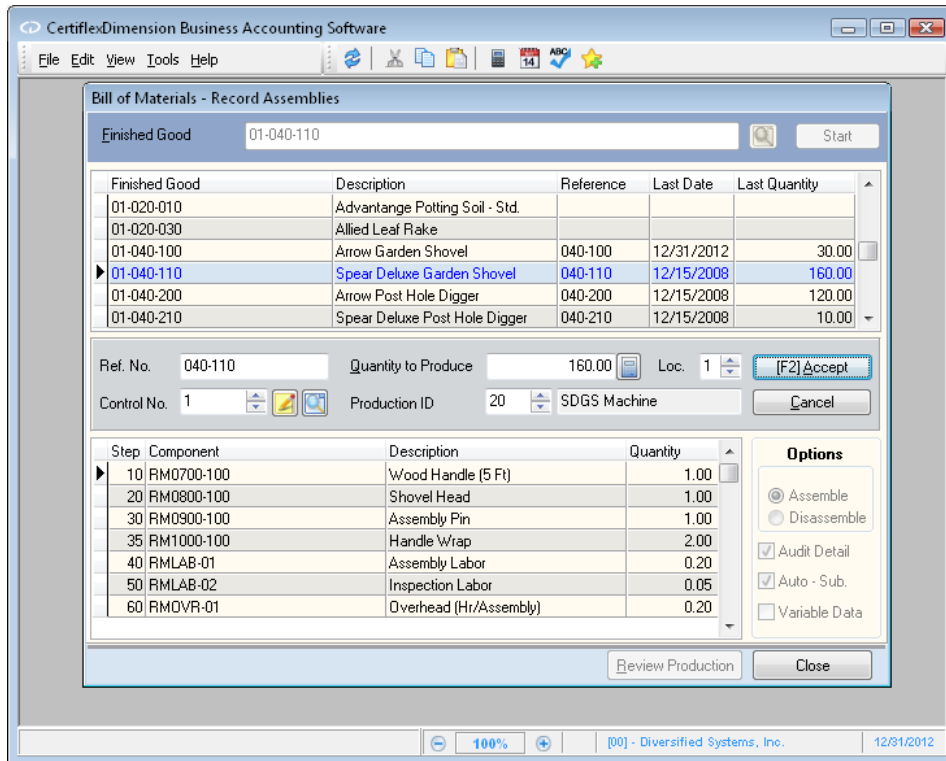 CertiflexDimension Business Accounting Software
File Edit View Tools Help 14 ABC
Bill of Materials - Record Assemblies
Finished Good 01-040-110 Start
Finished Good Description Reference Last Date Last Quantity
01-020-010 Advantange Potting Soil - Std.
01-020-030 Allied Leaf Rake
01-040-100 Arrow Garden Shovel 040-100 12/31/2012 30.00
01-040-110 Spear Deluxe Garden Shovel 040-110 12/15/2008 160.00
01-040-200 Arrow Post Hole Digger 040-200 12/15/2008 120.00
01-040-210 Spear Deluxe Post Hole Digger 040-210 12/15/2008 10.00
Ref. No. 040-110 Quantity to Produce 160.00 Loc. 1 [F2] Accept
Control No. 1 Production ID 20 SDGS Machine Cancel
Step Component Description Quantity Options
10 RM0700-100 Wood Handle (5 Ft) 1.00
20 RM0800-100 Shovel Head 1.00 Assemble
30 RM0900-100 Assembly Pin 1.00 Disassemble
35 RM1000-100 Handle Wrap 2.00
40 RMLAB-01 Assembly Labor 0.20 Audit Detail
50 RMLAB-02 Inspection Labor 0.05 Auto - Sub.
60 RMOVR-01 Overhead (Hr/Assembly) 0.20 Variable Data
Review Production Close
100% [00] - Diversified Systems, Inc. 12/31/2012